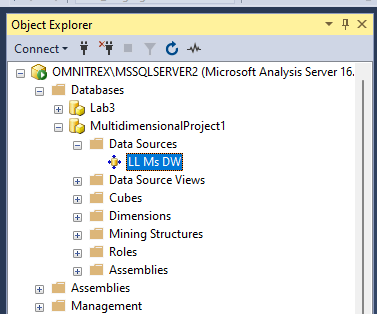 Object Explorer
Connect
OMNITREX\MSSQLSERVER2 (Microsoft Analysis Server 16.
Databases
Lab3
MultidimensionalProject1
Data Sources
LL Ms DW
Data Source Views
Cubes
Dimensions
Mining Structures
Roles
Assemblies
Assemblies
Management